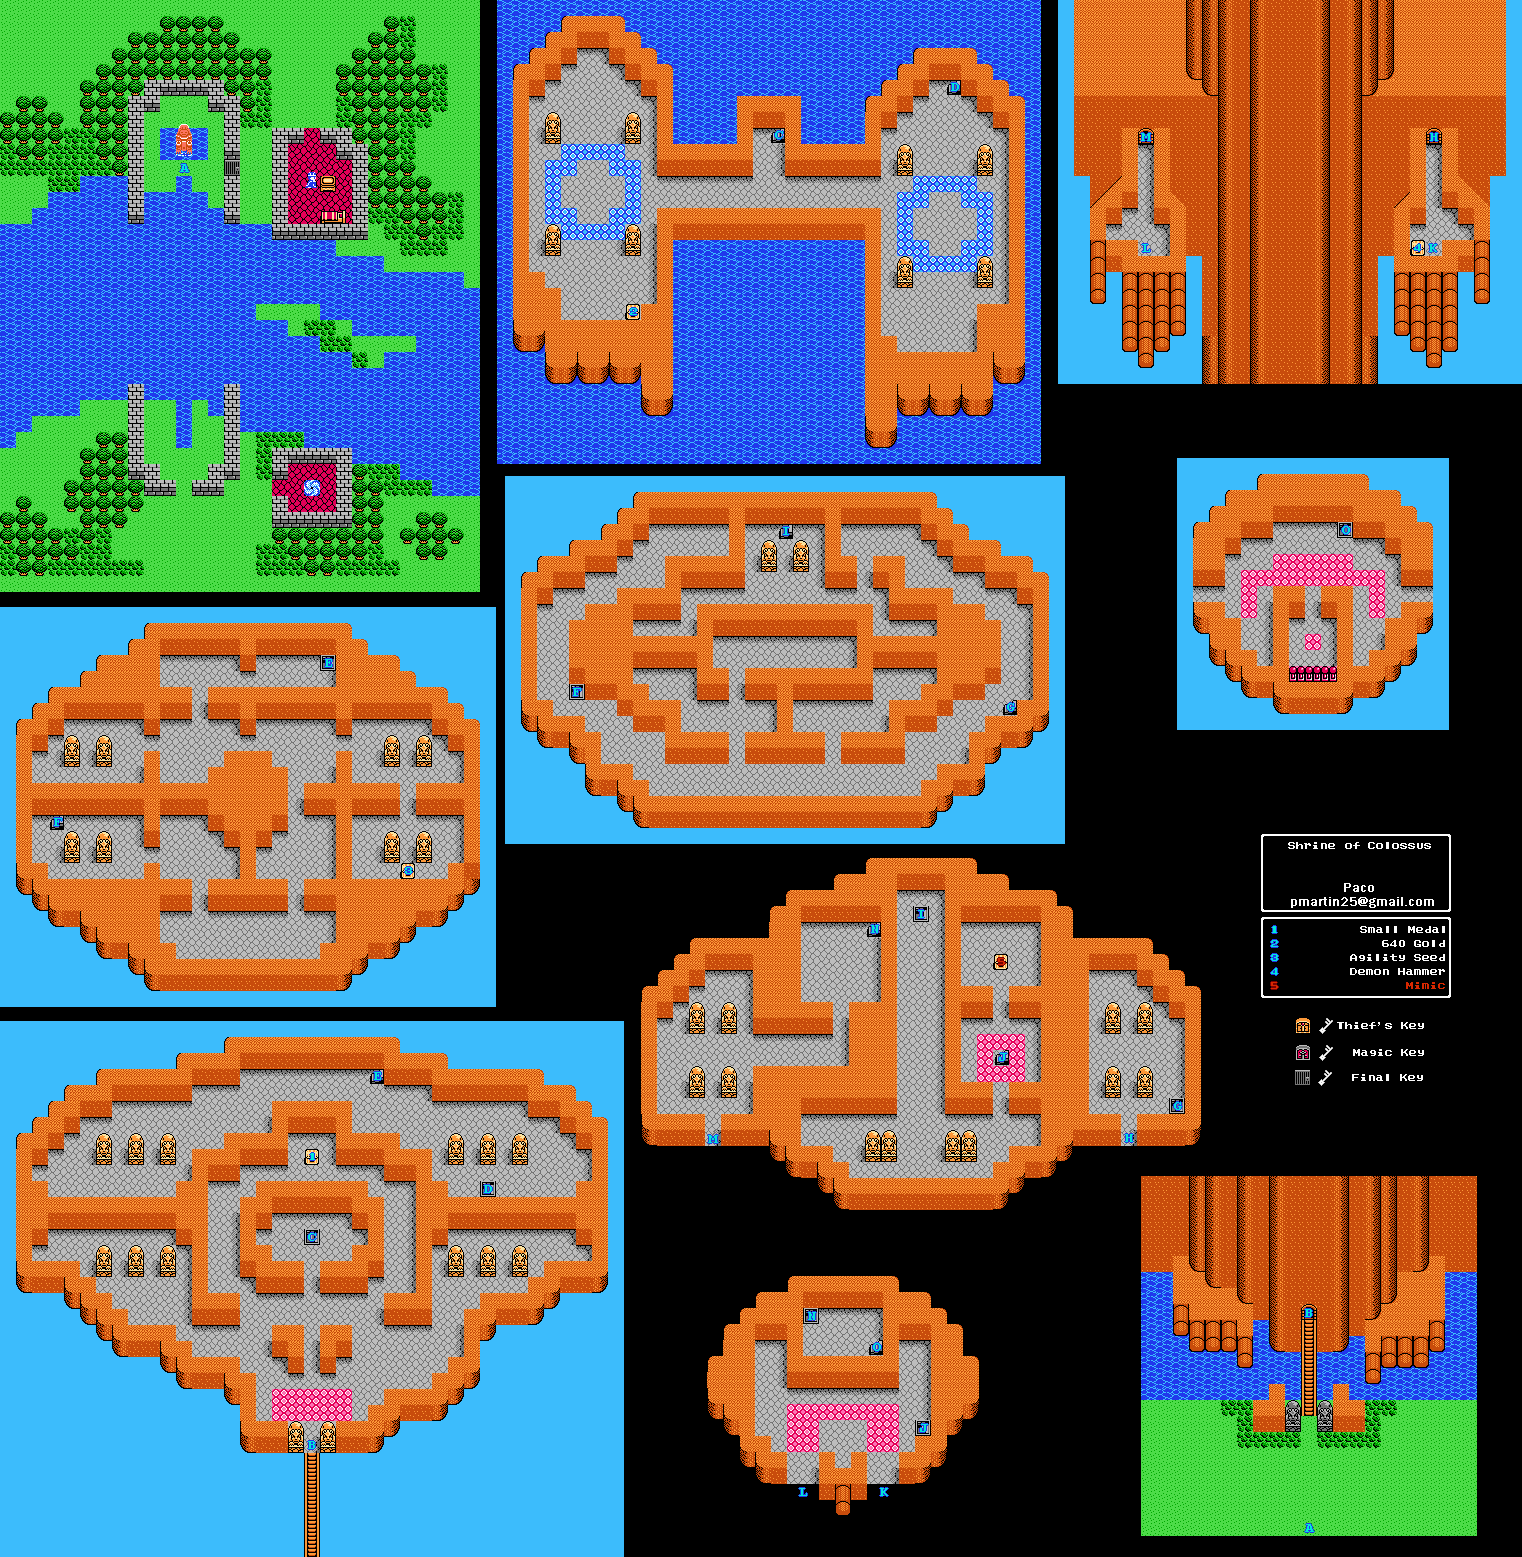 Shrine of Colossus
Paco
pmartin25@gmail.com
1 Small Medal
2 640 Gold
3 Agility Seed
4 Demon Hammer
5 Mimic
Thief's Key
Magic Key
Final Key
A
M H
L
4 K
B
C
D
B
M H
N
I
L K
B
A